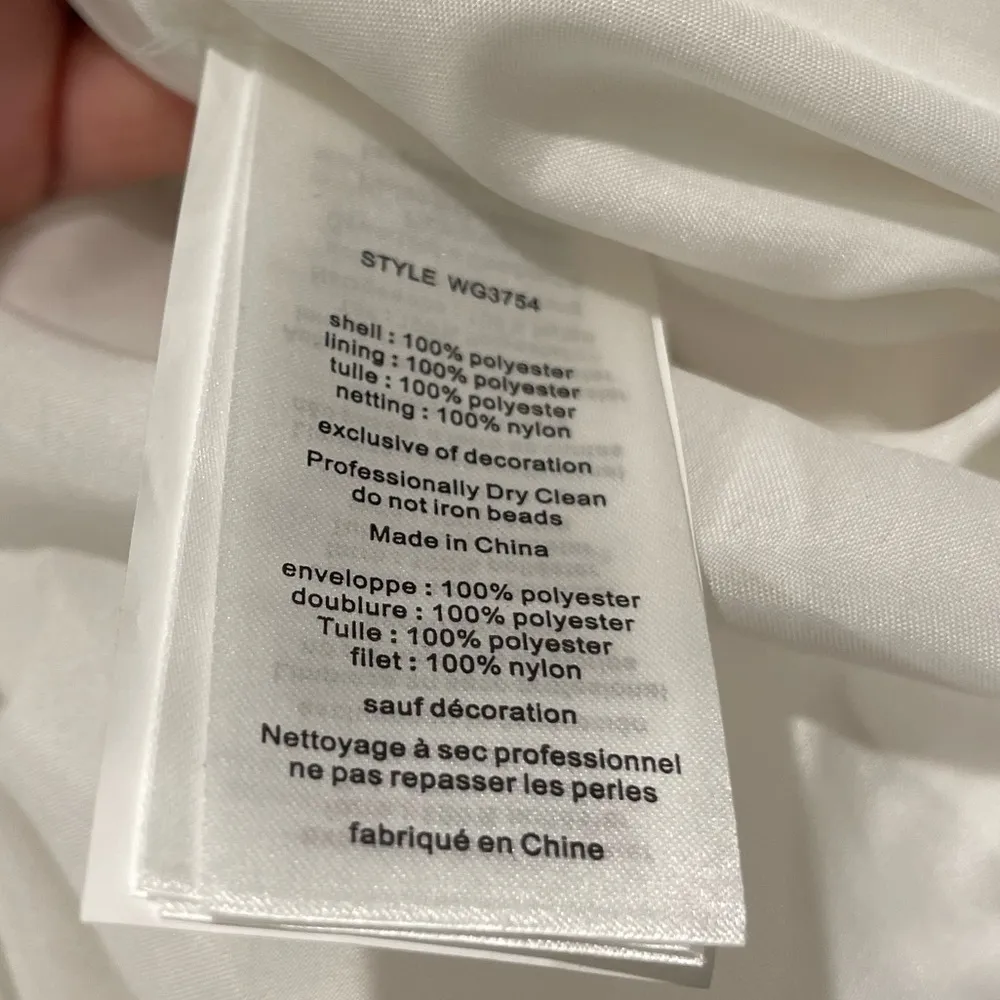 STYLE WG3754
shell : 100% polyester
lining : 100% polyester
tulle : 100% polyester
netting : 100% nylon
exclusive of decoration
Professionally Dry Clean
do not iron beads
Made in China
enveloppe : 100% polyester
doublure : 100% polyester
Tulle : 100% polyester
filet : 100% nylon
sauf décoration
Nettoyage à sec professionnel
ne pas repasser les perles
fabriqué en Chine